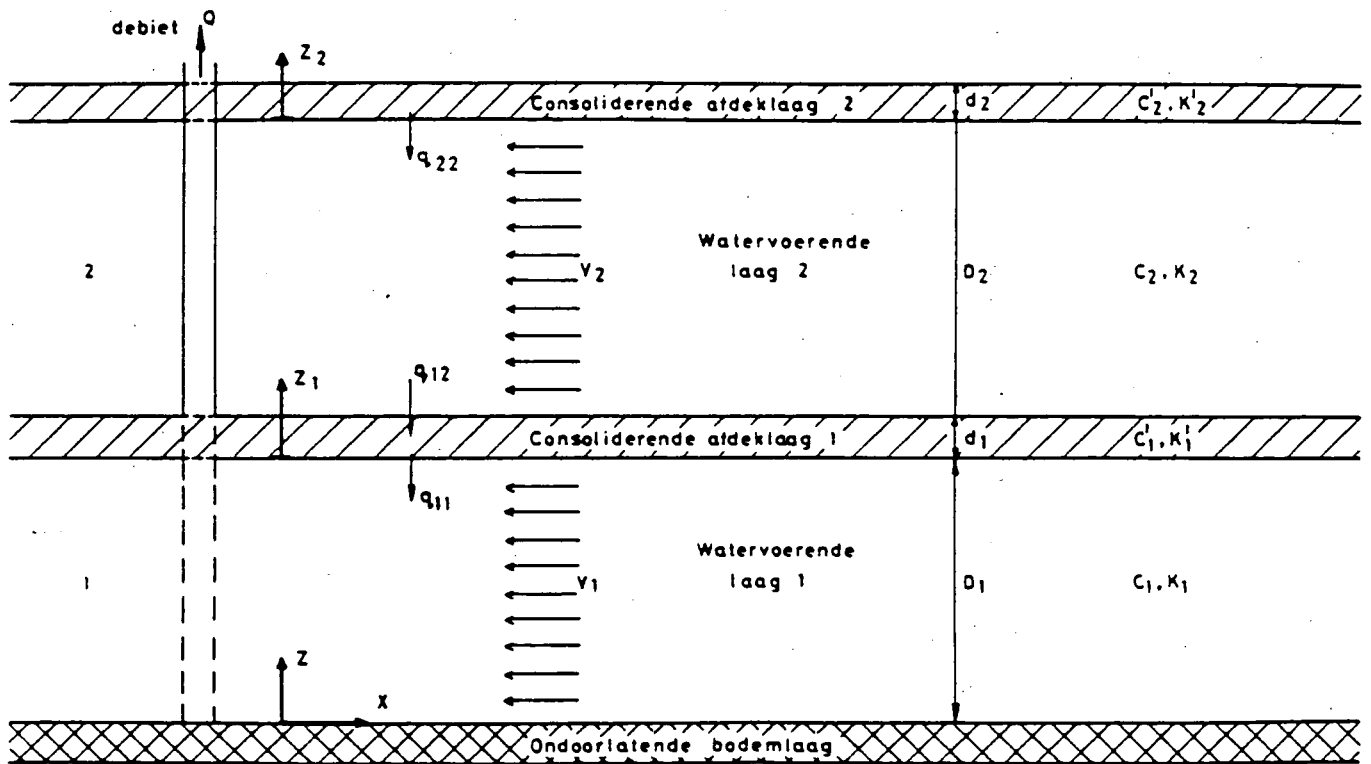 debiet
Q
Z2
Consoliderende afdeklaag 2
d2
C'2, K'2
q22
Watervoerende
laag 2
2
V2
D2
C2, K2
Z1
q12
Consoliderende afdeklaag 1
d1
C'1, K'1
q11
Watervoerende
laag 1
1
V1
D1
C1, K1
Z
X
Ondoorlatende bodemlaag